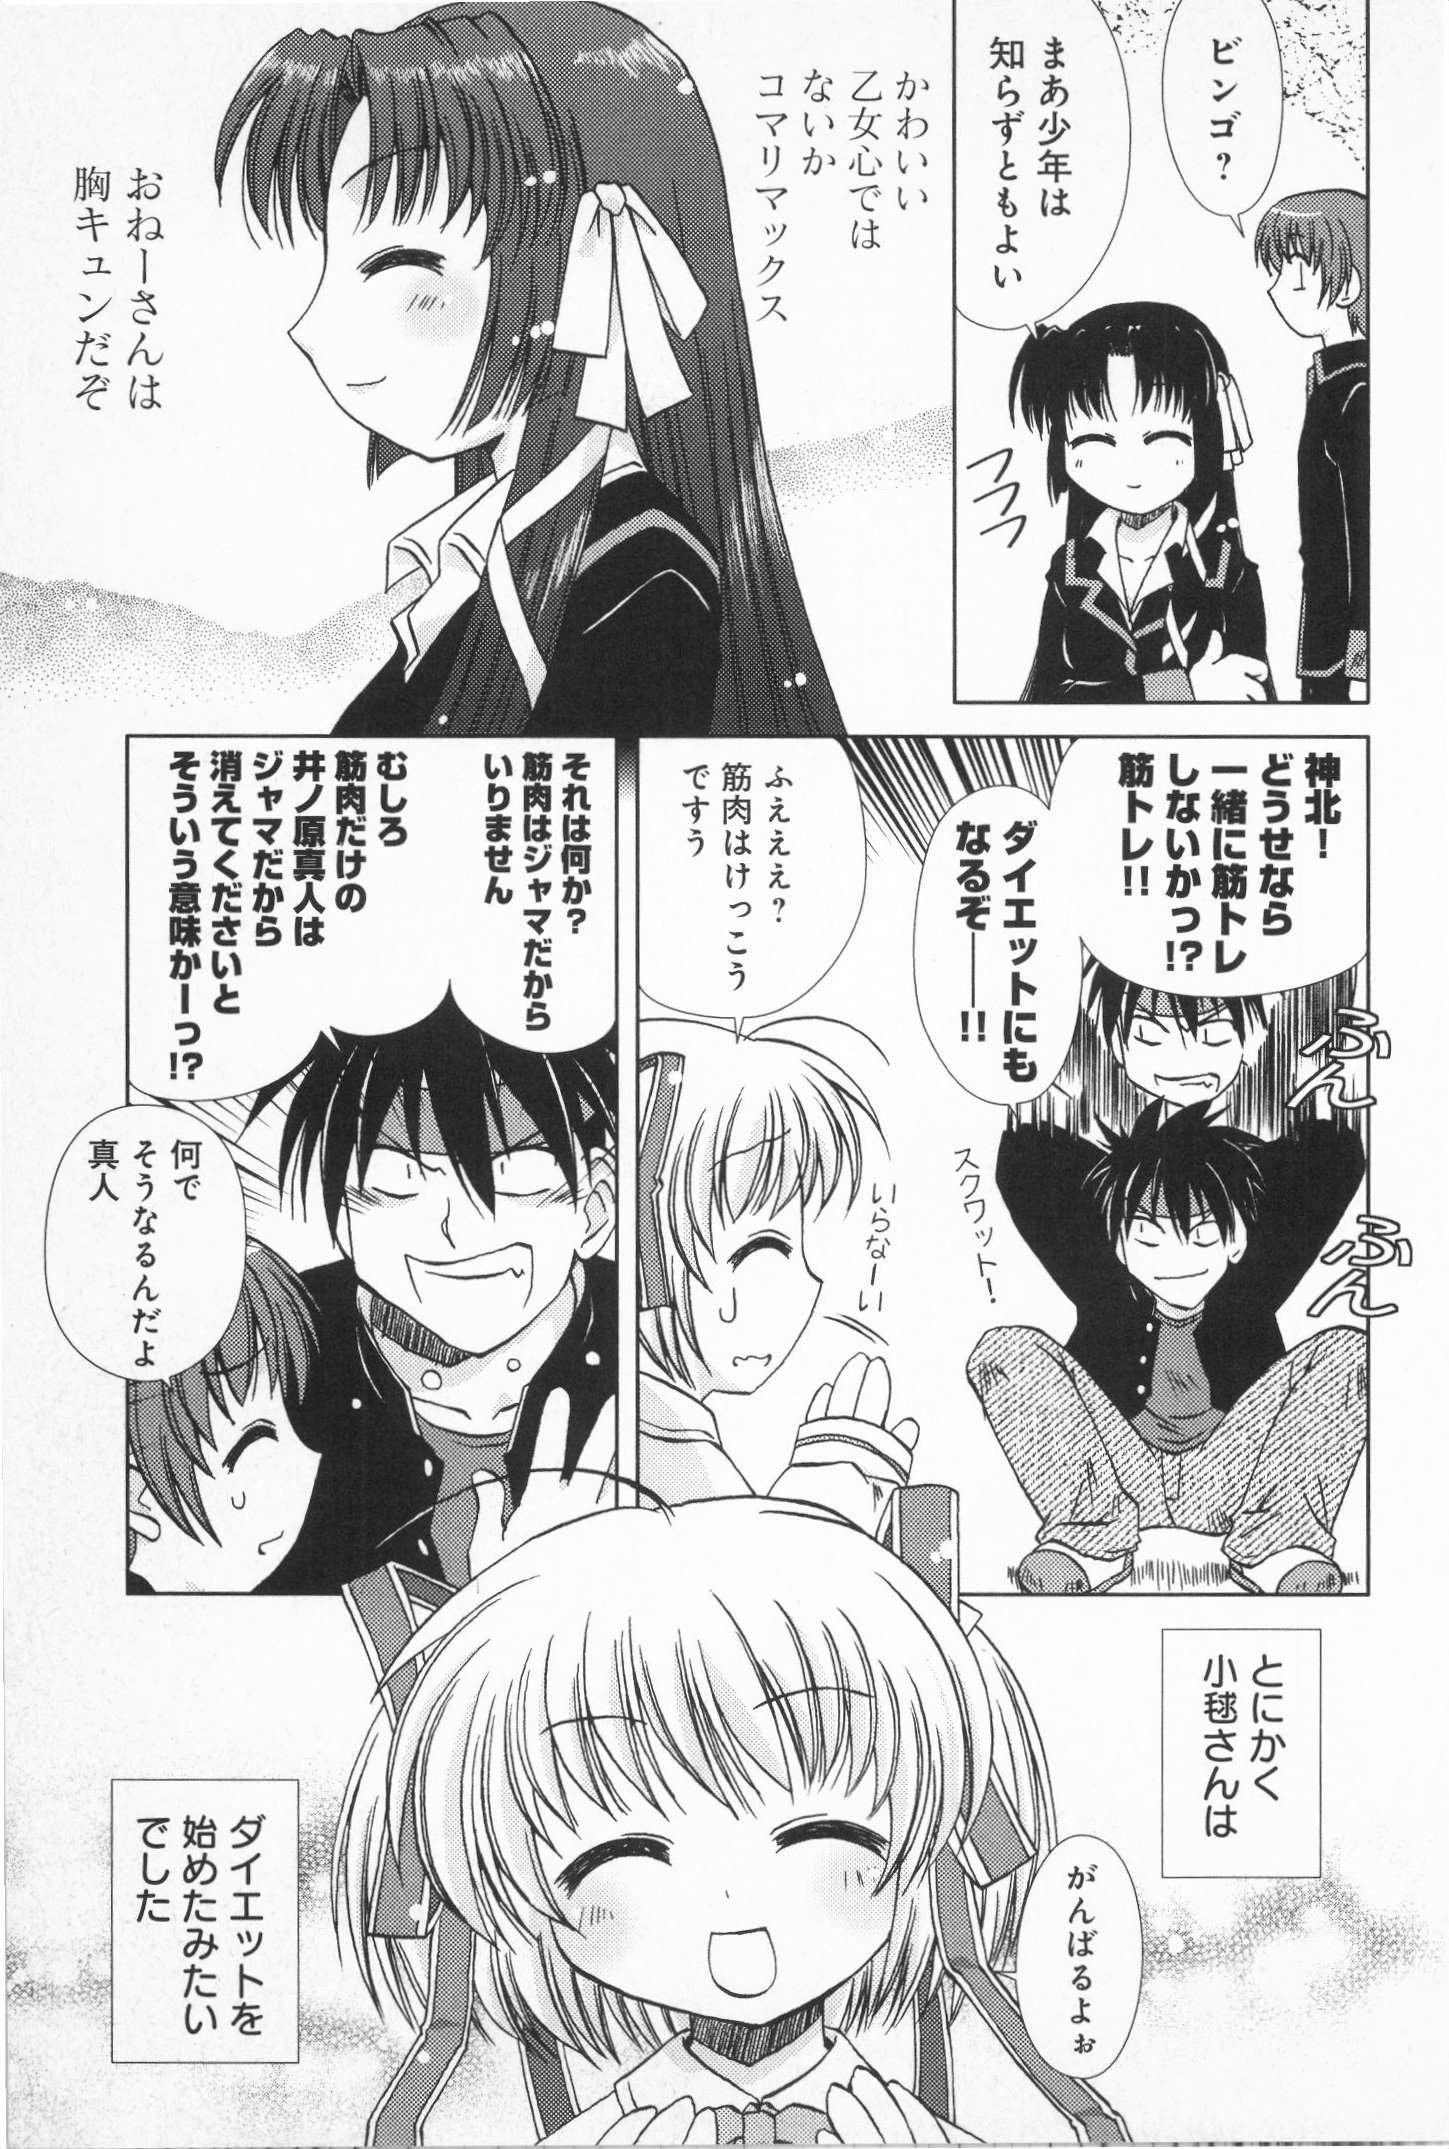 ビンゴ?
まあ少年は
知らずともよい
フフフ
かわいい
乙女心では
ないか
コマリマックス
おねーさんは
胸キュンだぞ
神北!
どうせなら
一緒に筋トレ
しないかっ!?
筋トレ!!
ダイエットにも
なるぞ――!!
ふん
ふん
スクワット!
ふえええ?
筋肉はけっこう
ですぅ
いらなーい
それは何か?
筋肉はジャマだから
いりません
むしろ
筋肉だけの
井ノ原真人は
ジャマだから
消えてくださいと
そういう意味かーっ!?
何で
そうなるんだよ
真人
とにかく
小毬さんは
がんばるよぉ
ダイエットを
始めたみたい
でした